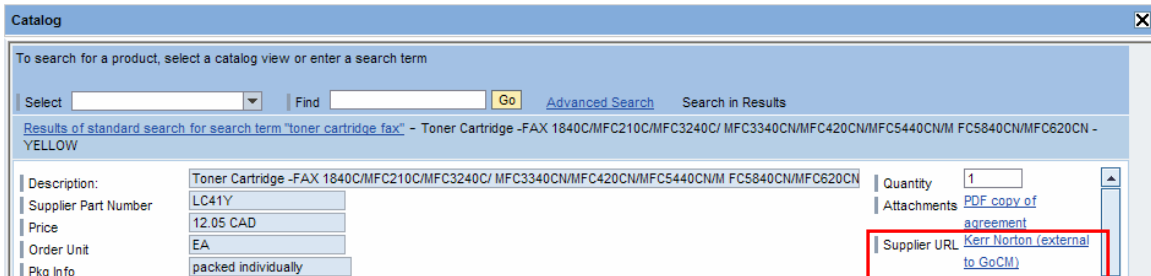 Catalog
To search for a product, select a catalog view or enter a search term
Select Find Go Advanced Search Search in Results
Results of standard search for search term "toner cartridge fax" - Toner Cartridge -FAX 1840C/MFC210C/MFC3240C/ MFC3340CN/MFC420CN/MFC5440CN/M FC5840CN/MFC620CN -
YELLOW
Description: Toner Cartridge -FAX 1840C/MFC210C/MFC3240C/ MFC3340CN/MFC420CN/MFC5440CN/M FC5840CN/MFC620CN
Quantity 1
Supplier Part Number LC41Y
Attachments PDF copy of
agreement
Price 12.05 CAD
Order Unit EA
Supplier URL Kerr Norton (external
to GoCM)
Pkg Info packed individually